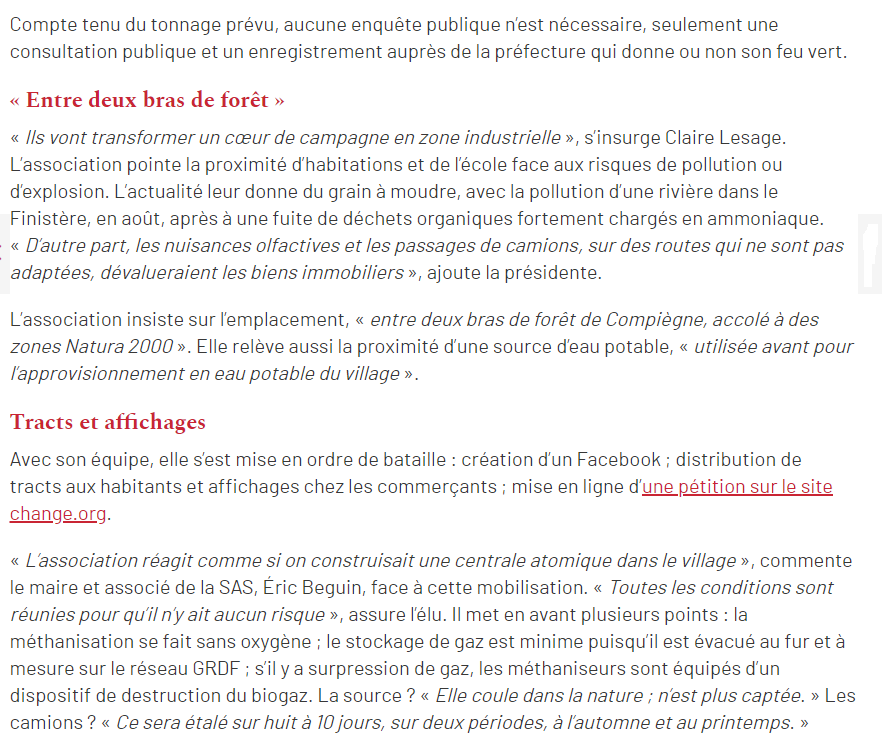 Compte tenu du tonnage prévu, aucune enquête publique n'est nécessaire, seulement une
consultation publique et un enregistrement auprès de la préfecture qui donne ou non son feu vert.
« Entre deux bras de forêt »
« Ils vont transformer un cœur de campagne en zone industrielle », s'insurge Claire Lesage.
L'association pointe la proximité d'habitations et de l'école face aux risques de pollution ou
d'explosion. L'actualité leur donne du grain à moudre, avec la pollution d'une rivière dans le
Finistère, en août, après à une fuite de déchets organiques fortement chargés en ammoniaque.
« D'autre part, les nuisances olfactives et les passages de camions, sur des routes qui ne sont pas
adaptées, dévalueraient les biens immobiliers », ajoute la présidente.
L'association insiste sur l'emplacement, « entre deux bras de forêt de Compiègne, accolé à des
zones Natura 2000 ». Elle relève aussi la proximité d'une source d'eau potable, « utilisée avant pour
l'approvisionnement en eau potable du village ».
Tracts et affichages
Avec son équipe, elle s'est mise en ordre de bataille : création d'un Facebook ; distribution de
tracts aux habitants et affichages chez les commerçants ; mise en ligne d'une pétition sur le site
change.org.
« L'association réagit comme si on construisait une centrale atomique dans le village », commente
le maire et associé de la SAS, Éric Beguin, face à cette mobilisation. « Toutes les conditions sont
réunies pour qu'il n'y ait aucun risque », assure l'élu. Il met en avant plusieurs points : la
méthanisation se fait sans oxygène ; le stockage de gaz est minime puisqu'il est évacué au fur et à
mesure sur le réseau GRDF ; s'il y a surpression de gaz, les méthaniseurs sont équipés d'un
dispositif de destruction du biogaz. La source ? « Elle coule dans la nature ; n'est plus captée. » Les
camions ? « Ce sera étalé sur huit à 10 jours, sur deux périodes, à l'automne et au printemps. »